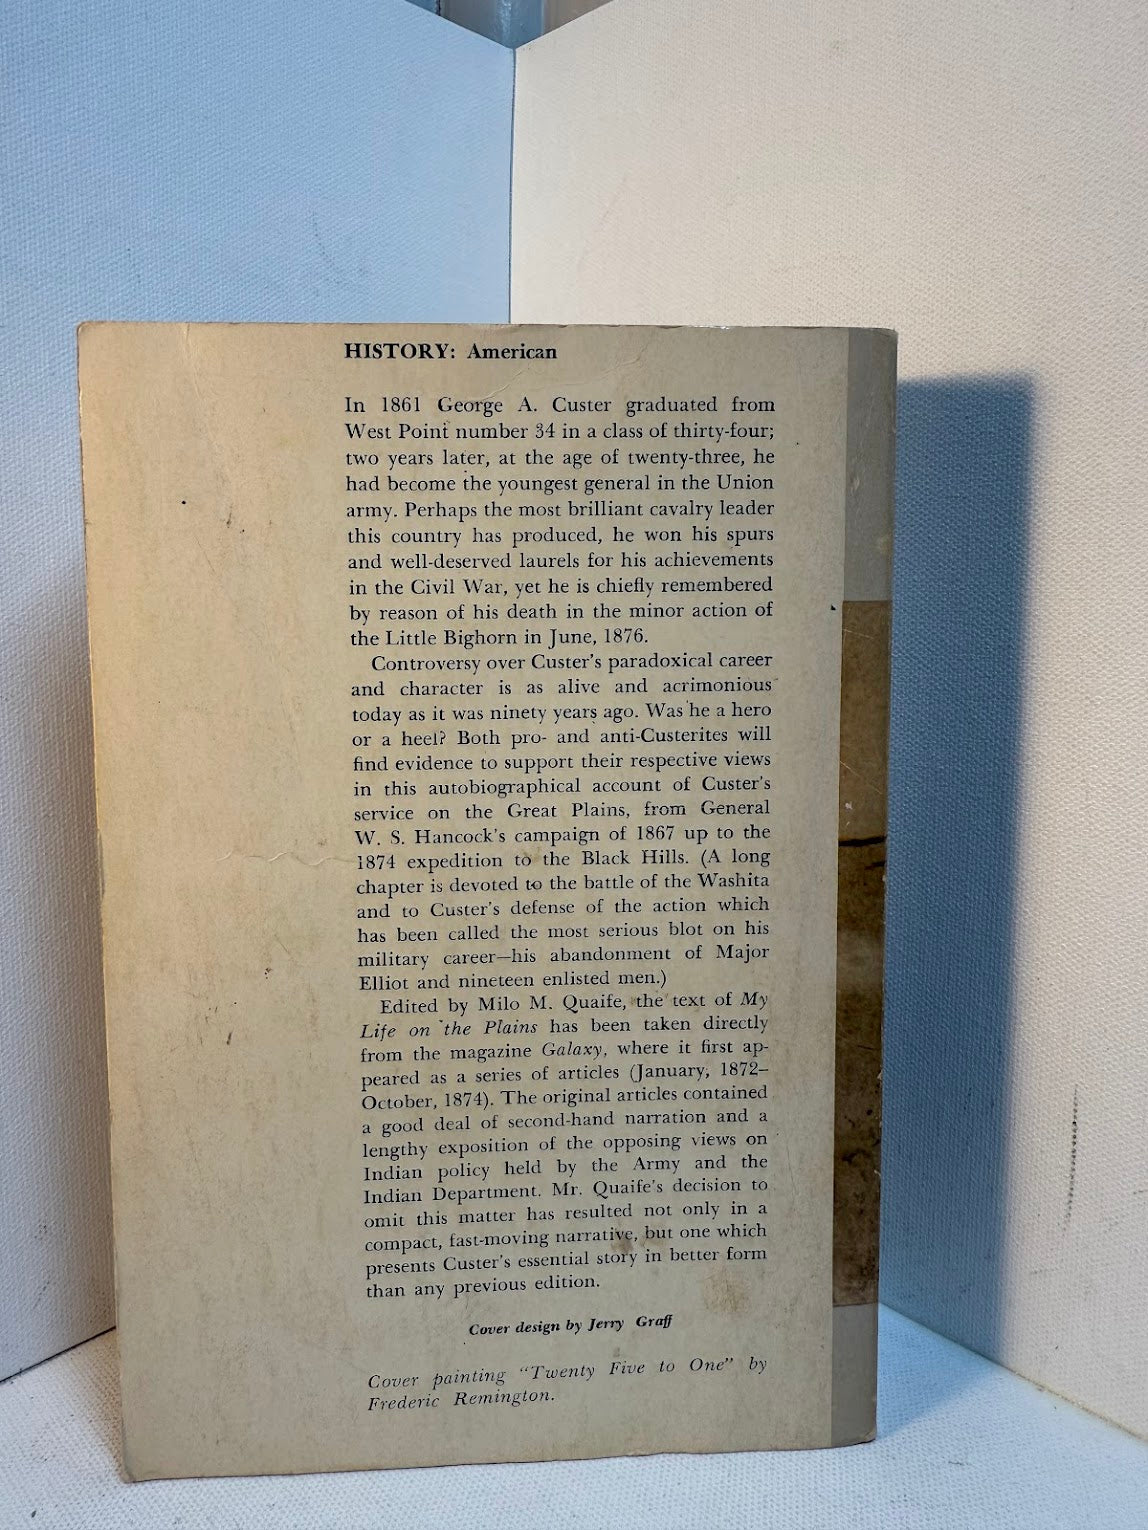 HISTORY: American
In 1861 George A. Custer graduated from
West Point number 34 in a class of thirty-four;
two years later, at the age of twenty-three, he
had become the youngest general in the Union
army. Perhaps the most brilliant cavalry leader
this country has produced, he won his spurs
and well-deserved laurels for his achievements
in the Civil War, yet he is chiefly remembered
by reason of his death in the minor action of
the Little Bighorn in June, 1876.
Controversy over Custer's paradoxical career
and character is as alive and acrimonious
today as it was ninety years ago. Was he a hero
or a heel? Both pro- and anti-Custerites will
find evidence to support their respective views
in this autobiographical account of Custer's
service on the Great Plains, from General
W. S. Hancock's campaign of 1867 up to the
1874 expedition to the Black Hills. (A long
chapter is devoted to the battle of the Washita
and to Custer's defense of the action which
has been called the most serious blot on his
military career—his abandonment of Major
Elliot and nineteen enlisted men.)
Edited by Milo M. Quaife, the text of My
Life on the Plains has been taken directly
from the magazine Galaxy, where it first ap-
peared as a series of articles (January, 1872–
October, 1874). The original articles contained
a good deal of second-hand narration and a
lengthy exposition of the opposing views on
Indian policy held by the Army and the
Indian Department. Mr. Quaife's decision to
omit this matter has resulted not only in a
compact, fast-moving narrative, but one which
presents Custer's essential story in better form
than any previous edition.
Cover design by Jerry Graff
Cover painting "Twenty Five to One" by
Frederic Remington.